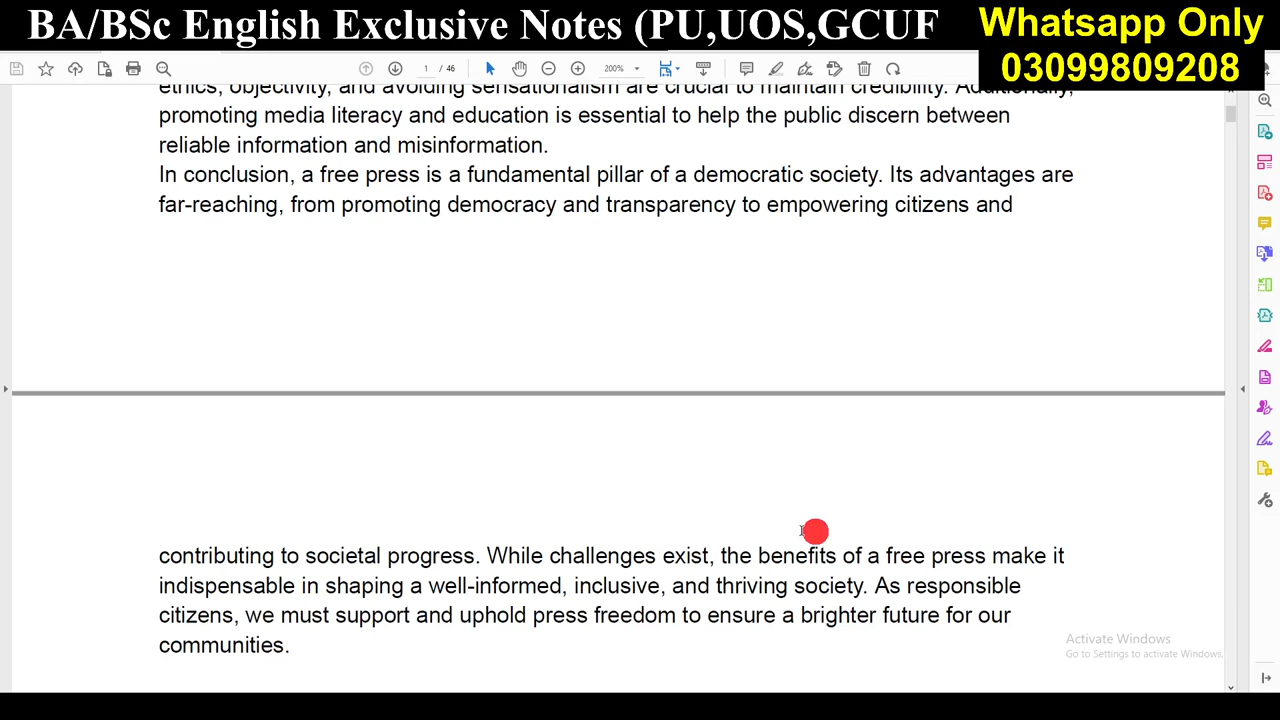 BA/BSc English Exclusive Notes (PU,UOS,GCUF
Whatsapp Only
03099809208
1 / 46
200%
ethics, objectivity, and avoiding sensationalism are crucial to maintain credibility. Additionally,
promoting media literacy and education is essential to help the public discern between
reliable information and misinformation.
In conclusion, a free press is a fundamental pillar of a democratic society. Its advantages are
far-reaching, from promoting democracy and transparency to empowering citizens and
contributing to societal progress. While challenges exist, the benefits of a free press make it
indispensable in shaping a well-informed, inclusive, and thriving society. As responsible
citizens, we must support and uphold press freedom to ensure a brighter future for our
communities.
Activate Windows
Go to Settings to activate Windows.